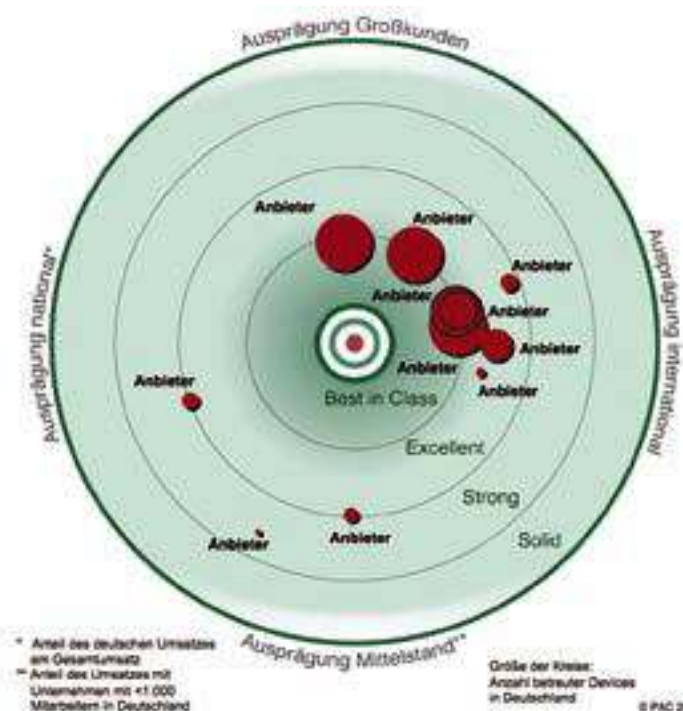 Ausprägung Großkunden
Anbieter
Anbieter
Ausprägung national*
Ausprägung international
Anbieter
Anbieter
Anbieter
Anbieter
Anbieter
Anbieter
Anbieter
Best in Class
Excellent
Strong
Solid
Anbieter
Anbieter
Ausprägung Mittelstand**
* Anteil des deutschen Umsatzes
am Gesamtumsatz
** Anteil des Umsatzes mit
Unternehmen mit <1.000
Mitarbeitern in Deutschland
Größe der Kreise:
Anzahl betreuter Devices
in Deutschland
© PAC